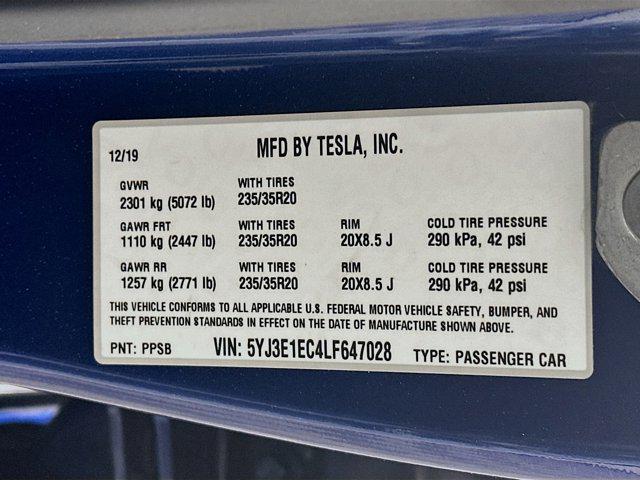 12/19 MFD BY TESLA, INC.
GVWR WITH TIRES
2301 kg (5072 lb) 235/35R20
GAWR FRT WITH TIRES RIM COLD TIRE PRESSURE
1110 kg (2447 lb) 235/35R20 20X8.5 J 290 kPa, 42 psi
GAWR RR WITH TIRES RIM COLD TIRE PRESSURE
1257 kg (2771 lb) 235/35R20 20X8.5 J 290 kPa, 42 psi
THIS VEHICLE CONFORMS TO ALL APPLICABLE U.S. FEDERAL MOTOR VEHICLE SAFETY, BUMPER, AND
THEFT PREVENTION STANDARDS IN EFFECT ON THE DATE OF MANUFACTURE SHOWN ABOVE.
PNT: PPSB VIN: 5YJ3E1EC4LF647028 TYPE: PASSENGER CAR